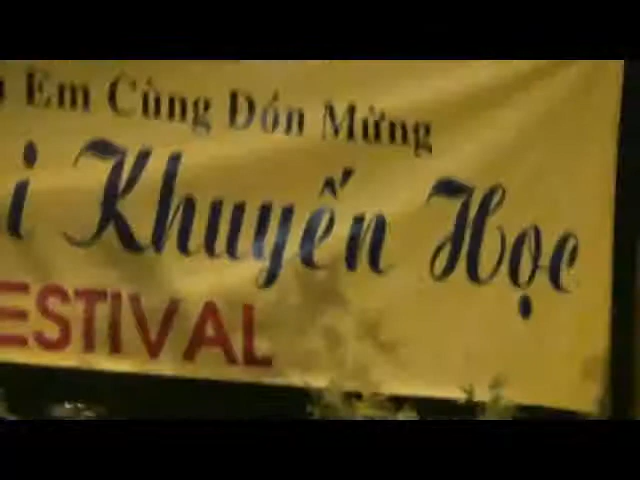 Em Cùng Đón Mừng
i Khuyến Học
ESTIVAL